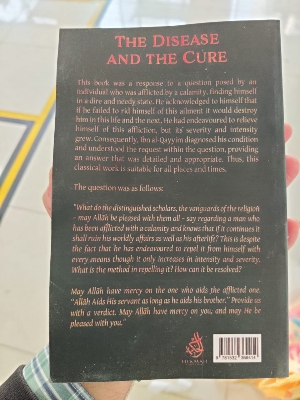 THE DISEASE
AND THE CURE
This book was a response to a question posed by an
individual who was afflicted by a calamity, finding himself
in a dire and needy state. He acknowledged to himself that
if he failed to rid himself of this ailment it would destroy
him in this life and the next. He had endeavoured to relieve
himself of this affliction, but its severity and intensity
grew. Consequently, Ibn al-Qayyim diagnosed his condition
and understood the request within the question, providing
an answer that was detailed and appropriate. Thus, this
classical work is suitable for all places and times.
The question was as follows:
"What do the distinguished scholars, the vanguards of the religion
- may Allāh be pleased with them all - say regarding a man who
has been afflicted with a calamity and knows that if it continues it
shall ruin his worldly affairs as well as his afterlife? This is despite
the fact that he has endeavoured to repel it from himself with
every means though it only increases in intensity and severity.
What is the method in repelling it? How can it be resolved?
May Allāh have mercy on the one who aids the afflicted one.
"Allāh Aids His servant as long as he aids his brother." Provide us
with a verdict. May Allāh have mercy on you, and may He be
pleased with you."